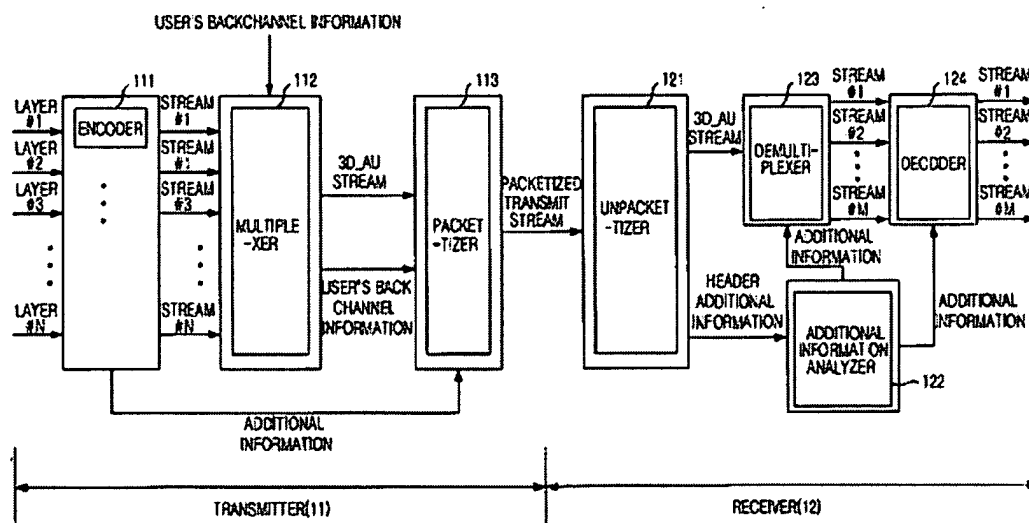 USER'S BACKCHANNEL INFORMATION
111
112
113
121
123
124
LAYER
#1
LAYER
#2
LAYER
#3
LAYER
#N
ENCODER
STREAM
#1
STREAM
#1
STREAM
#3
STREAM
#N
MULTIPLE
-XER
3D_AU
STREAM
USER'S BACK
CHANNEL
INFORMATION
PACKET
-TIZER
PACKETIZED
TRANSMIT
STREAM
UNPACKET
-TIZER
3D_AU
STREAM
HEADER
ADDITIONAL
INFORMATION
DEMULTI-
PLEXER
STREAM
#1
STREAM
#2
STREAM
#M
DECODER
STREAM
#1
STREAM
#2
STREAM
#M
ADDITIONAL
INFORMATION
ADDITIONAL
INFORMATION
ANALYZER
122
ADDITIONAL
INFORMATION
ADDITIONAL
INFORMATION
TRANSMITTER(11)
RECEIVER(12)